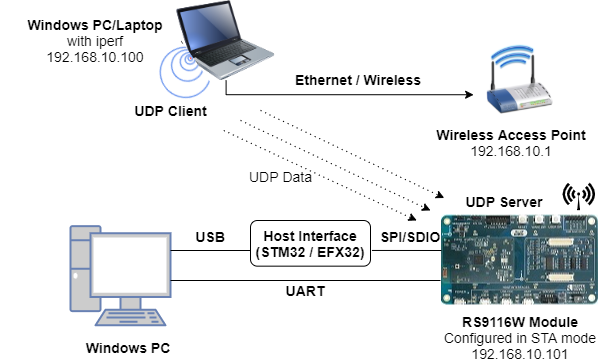 Windows PC/Laptop
with iperf
192.168.10.100
UDP Client
Ethernet / Wireless
Wireless Access Point
192.168.10.1
UDP Data
UDP Server
USB
Host Interface
(STM32 / EFX32)
SPI/SDIO
UART
Windows PC
RS9116W Module
Configured in STA mode
192.168.10.101